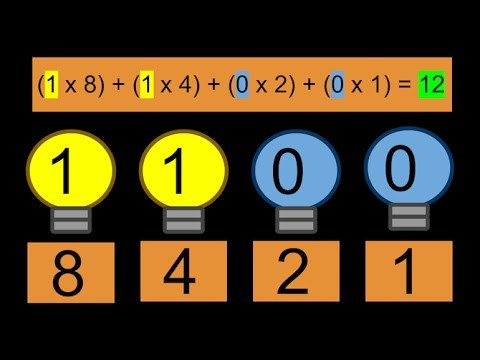 (1 x 8) + (1 x 4) + (0 x 2) + (0 x 1) = 12
1 1 0 0
8 4 2 1